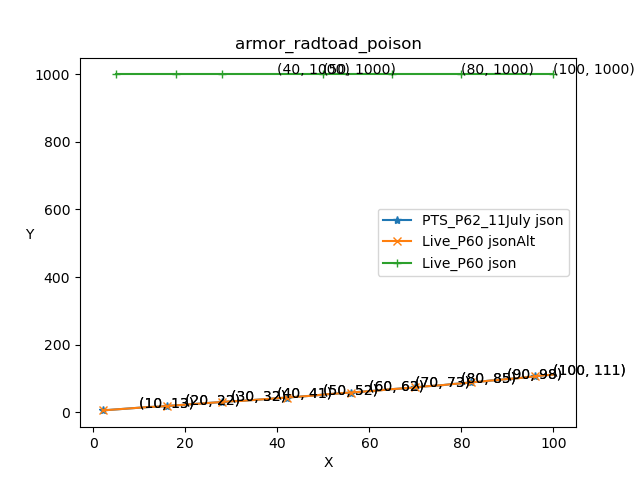 armor_radtoad_poison
1000
(40, 1000)
(50, 1000)
(80, 1000)
(100, 1000)
800
600
PTS_P62_11July json
Live_P60 jsonAlt
Live_P60 json
Y
400
200
0
(10, 13)
(20, 22)
(30, 32)
(40, 41)
(50, 52)
(60, 62)
(70, 73)
(80, 85)
(90, 98)
(100, 111)
0 20 40 60 80 100
X